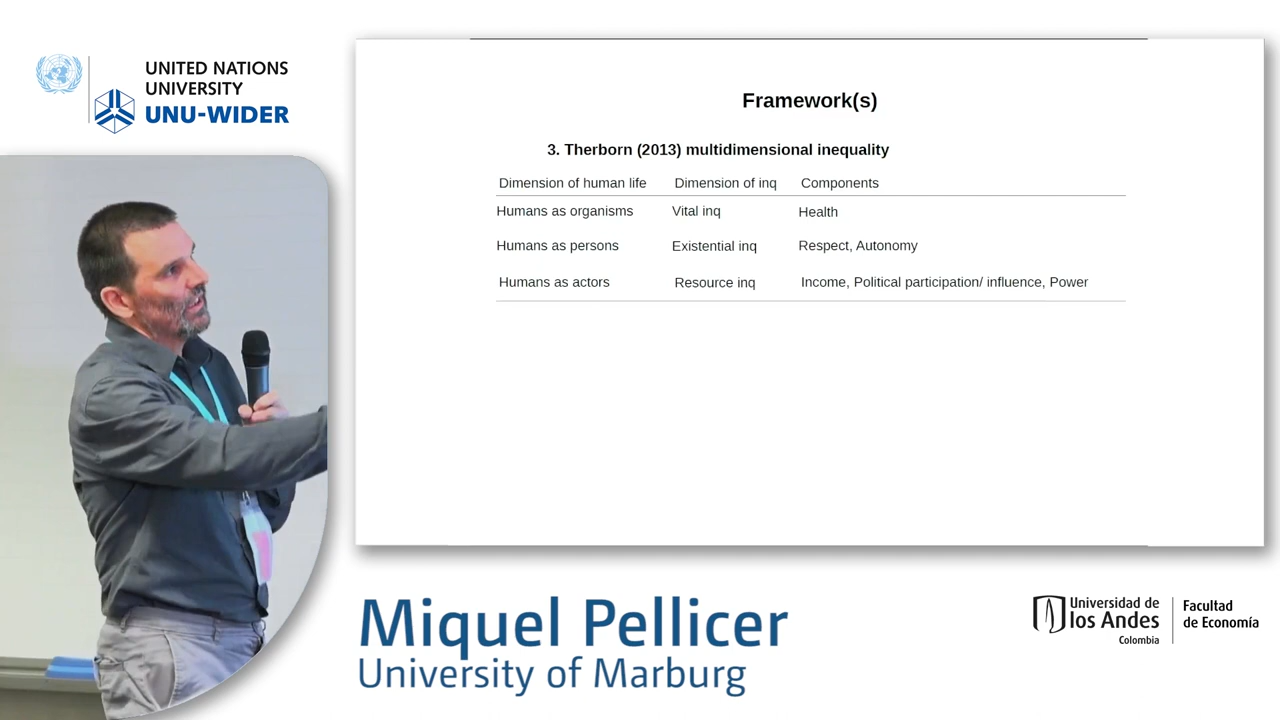 UNITED NATIONS
UNIVERSITY
UNU-WIDER
Framework(s)
3. Therborn (2013) multidimensional inequality
Dimension of human life Dimension of inq Components
Humans as organisms Vital inq Health
Humans as persons Existential inq Respect, Autonomy
Humans as actors Resource inq Income, Political participation/ influence, Power
Miquel Pellicer
University of Marburg
Universidad de
los Andes
Colombia
Facultad
de Economía